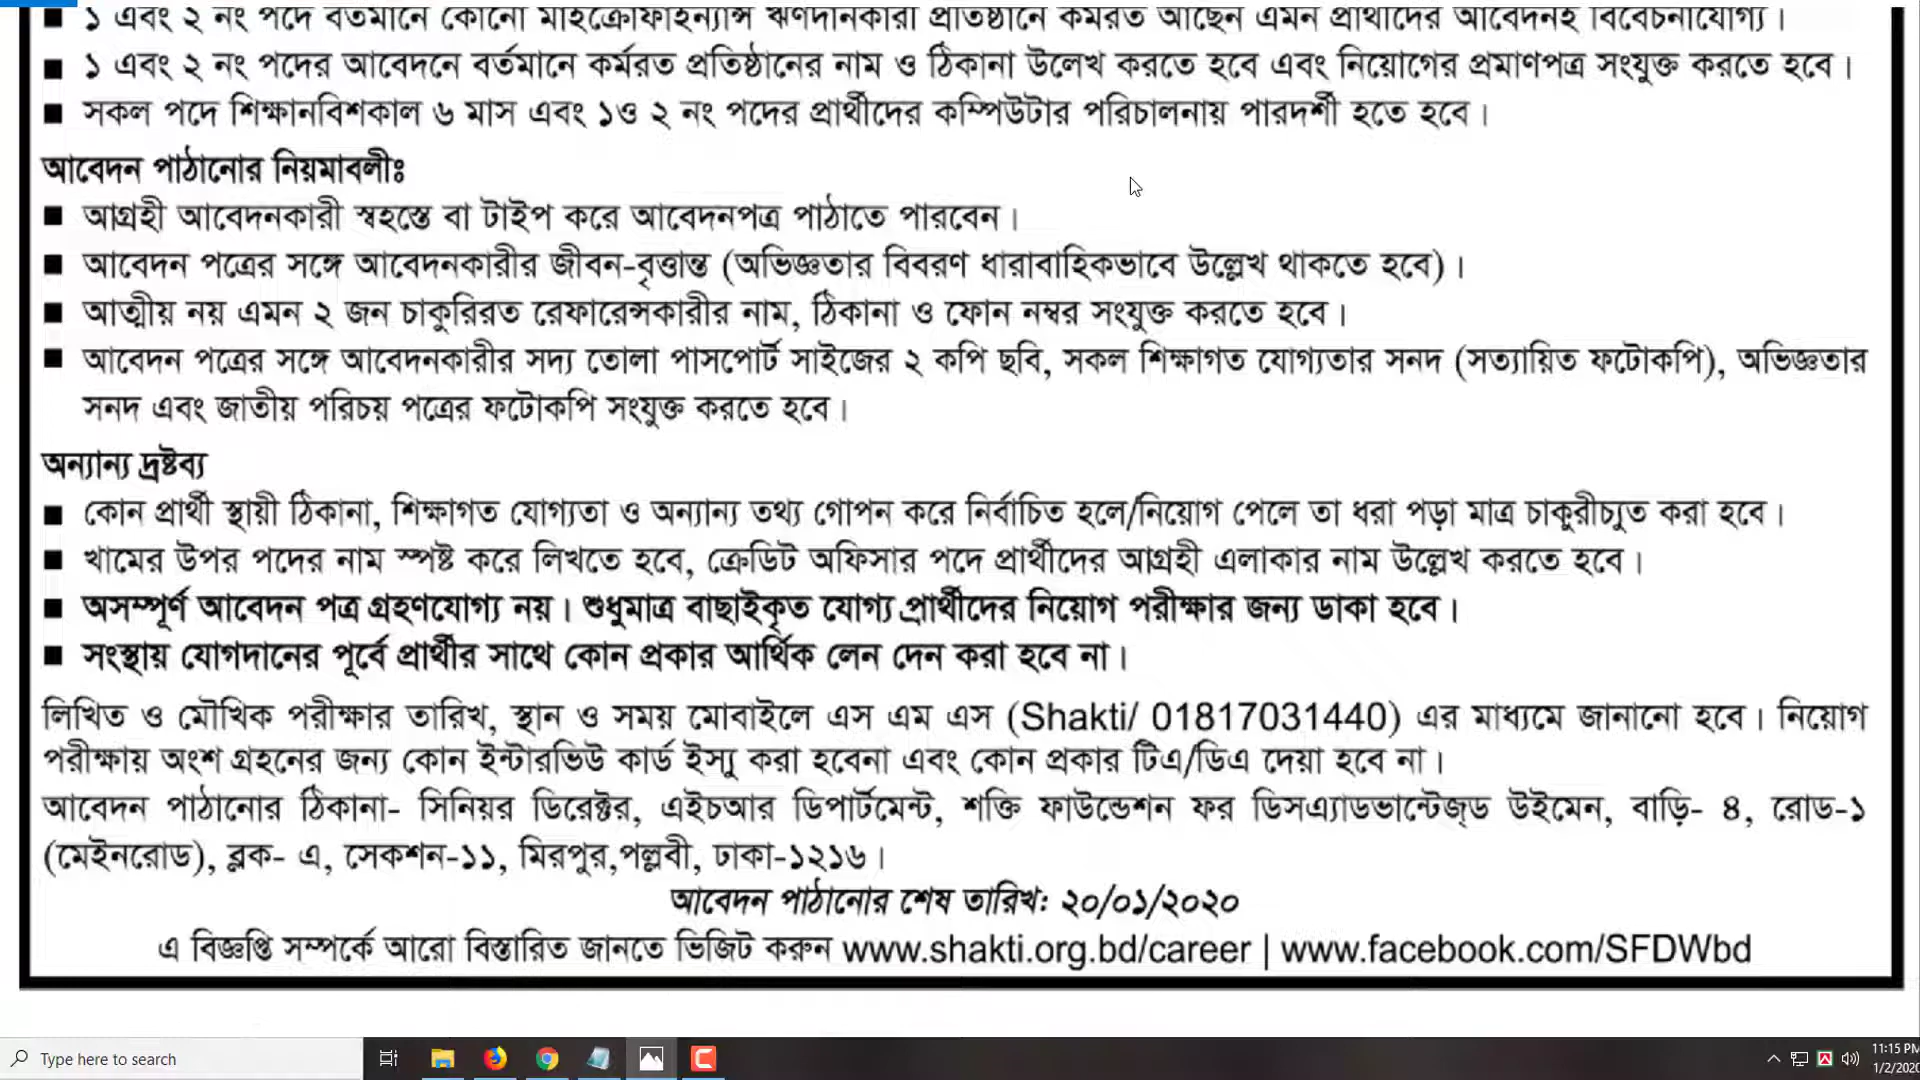 ■ ১ এবং ২ নং পদে বর্তমানে কোনো মাইক্রোফাইন্যান্স ঋণদানকারী প্রতিষ্ঠানে কর্মরত আছেন এমন প্রার্থীদের আবেদনই বিবেচনাযোগ্য।
■ ১ এবং ২ নং পদের আবেদনে বর্তমানে কর্মরত প্রতিষ্ঠানের নাম ও ঠিকানা উলেখ করতে হবে এবং নিয়োগের প্রমাণপত্র সংযুক্ত করতে হবে।
■ সকল পদে শিক্ষানবিশকাল ৬ মাস এবং ১ও ২ নং পদের প্রার্থীদের কম্পিউটার পরিচালনায় পারদর্শী হতে হবে।
আবেদন পাঠানোর নিয়মাবলীঃ
■ আগ্রহী আবেদনকারী স্বহস্তে বা টাইপ করে আবেদনপত্র পাঠাতে পারবেন।
■ আবেদন পত্রের সঙ্গে আবেদনকারীর জীবন-বৃত্তান্ত (অভিজ্ঞতার বিবরণ ধারাবাহিকভাবে উল্লেখ থাকতে হবে)।
■ আত্মীয় নয় এমন ২ জন চাকুরিরত রেফারেন্সকারীর নাম, ঠিকানা ও ফোন নম্বর সংযুক্ত করতে হবে।
■ আবেদন পত্রের সঙ্গে আবেদনকারীর সদ্য তোলা পাসপোর্ট সাইজের ২ কপি ছবি, সকল শিক্ষাগত যোগ্যতার সনদ (সত্যায়িত ফটোকপি), অভিজ্ঞতার
সনদ এবং জাতীয় পরিচয় পত্রের ফটোকপি সংযুক্ত করতে হবে।
অন্যান্য দ্রষ্টব্য
■ কোন প্রার্থী স্থায়ী ঠিকানা, শিক্ষাগত যোগ্যতা ও অন্যান্য তথ্য গোপন করে নির্বাচিত হলে/নিয়োগ পেলে তা ধরা পড়া মাত্র চাকুরীচ্যুত করা হবে।
■ খামের উপর পদের নাম স্পষ্ট করে লিখতে হবে, ক্রেডিট অফিসার পদে প্রার্থীদের আগ্রহী এলাকার নাম উল্লেখ করতে হবে।
■ অসম্পূর্ণ আবেদন পত্র গ্রহণযোগ্য নয়। শুধুমাত্র বাছাইকৃত যোগ্য প্রার্থীদের নিয়োগ পরীক্ষার জন্য ডাকা হবে।
■ সংস্থায় যোগদানের পূর্বে প্রার্থীর সাথে কোন প্রকার আর্থিক লেন দেন করা হবে না।
লিখিত ও মৌখিক পরীক্ষার তারিখ, স্থান ও সময় মোবাইলে এস এম এস (Shakti/ 01817031440) এর মাধ্যমে জানানো হবে। নিয়োগ
পরীক্ষায় অংশ গ্রহনের জন্য কোন ইন্টারভিউ কার্ড ইস্যু করা হবেনা এবং কোন প্রকার টিএ/ডিএ দেয়া হবে না।
আবেদন পাঠানোর ঠিকানা- সিনিয়র ডিরেক্টর, এইচআর ডিপার্টমেন্ট, শক্তি ফাউন্ডেশন ফর ডিসএ্যাডভান্টেজ্ড উইমেন, বাড়ি- ৪, রোড-১
(মেইনরোড), ব্লক- এ, সেকশন-১১, মিরপুর,পল্লবী, ঢাকা-১২১৬।
আবেদন পাঠানোর শেষ তারিখ: ২০/০১/২০২০
এ বিজ্ঞপ্তি সম্পর্কে আরো বিস্তারিত জানতে ভিজিট করুন www.shakti.org.bd/career | www.facebook.com/SFDWbd
Type here to search
11:15 PM
1/2/2020